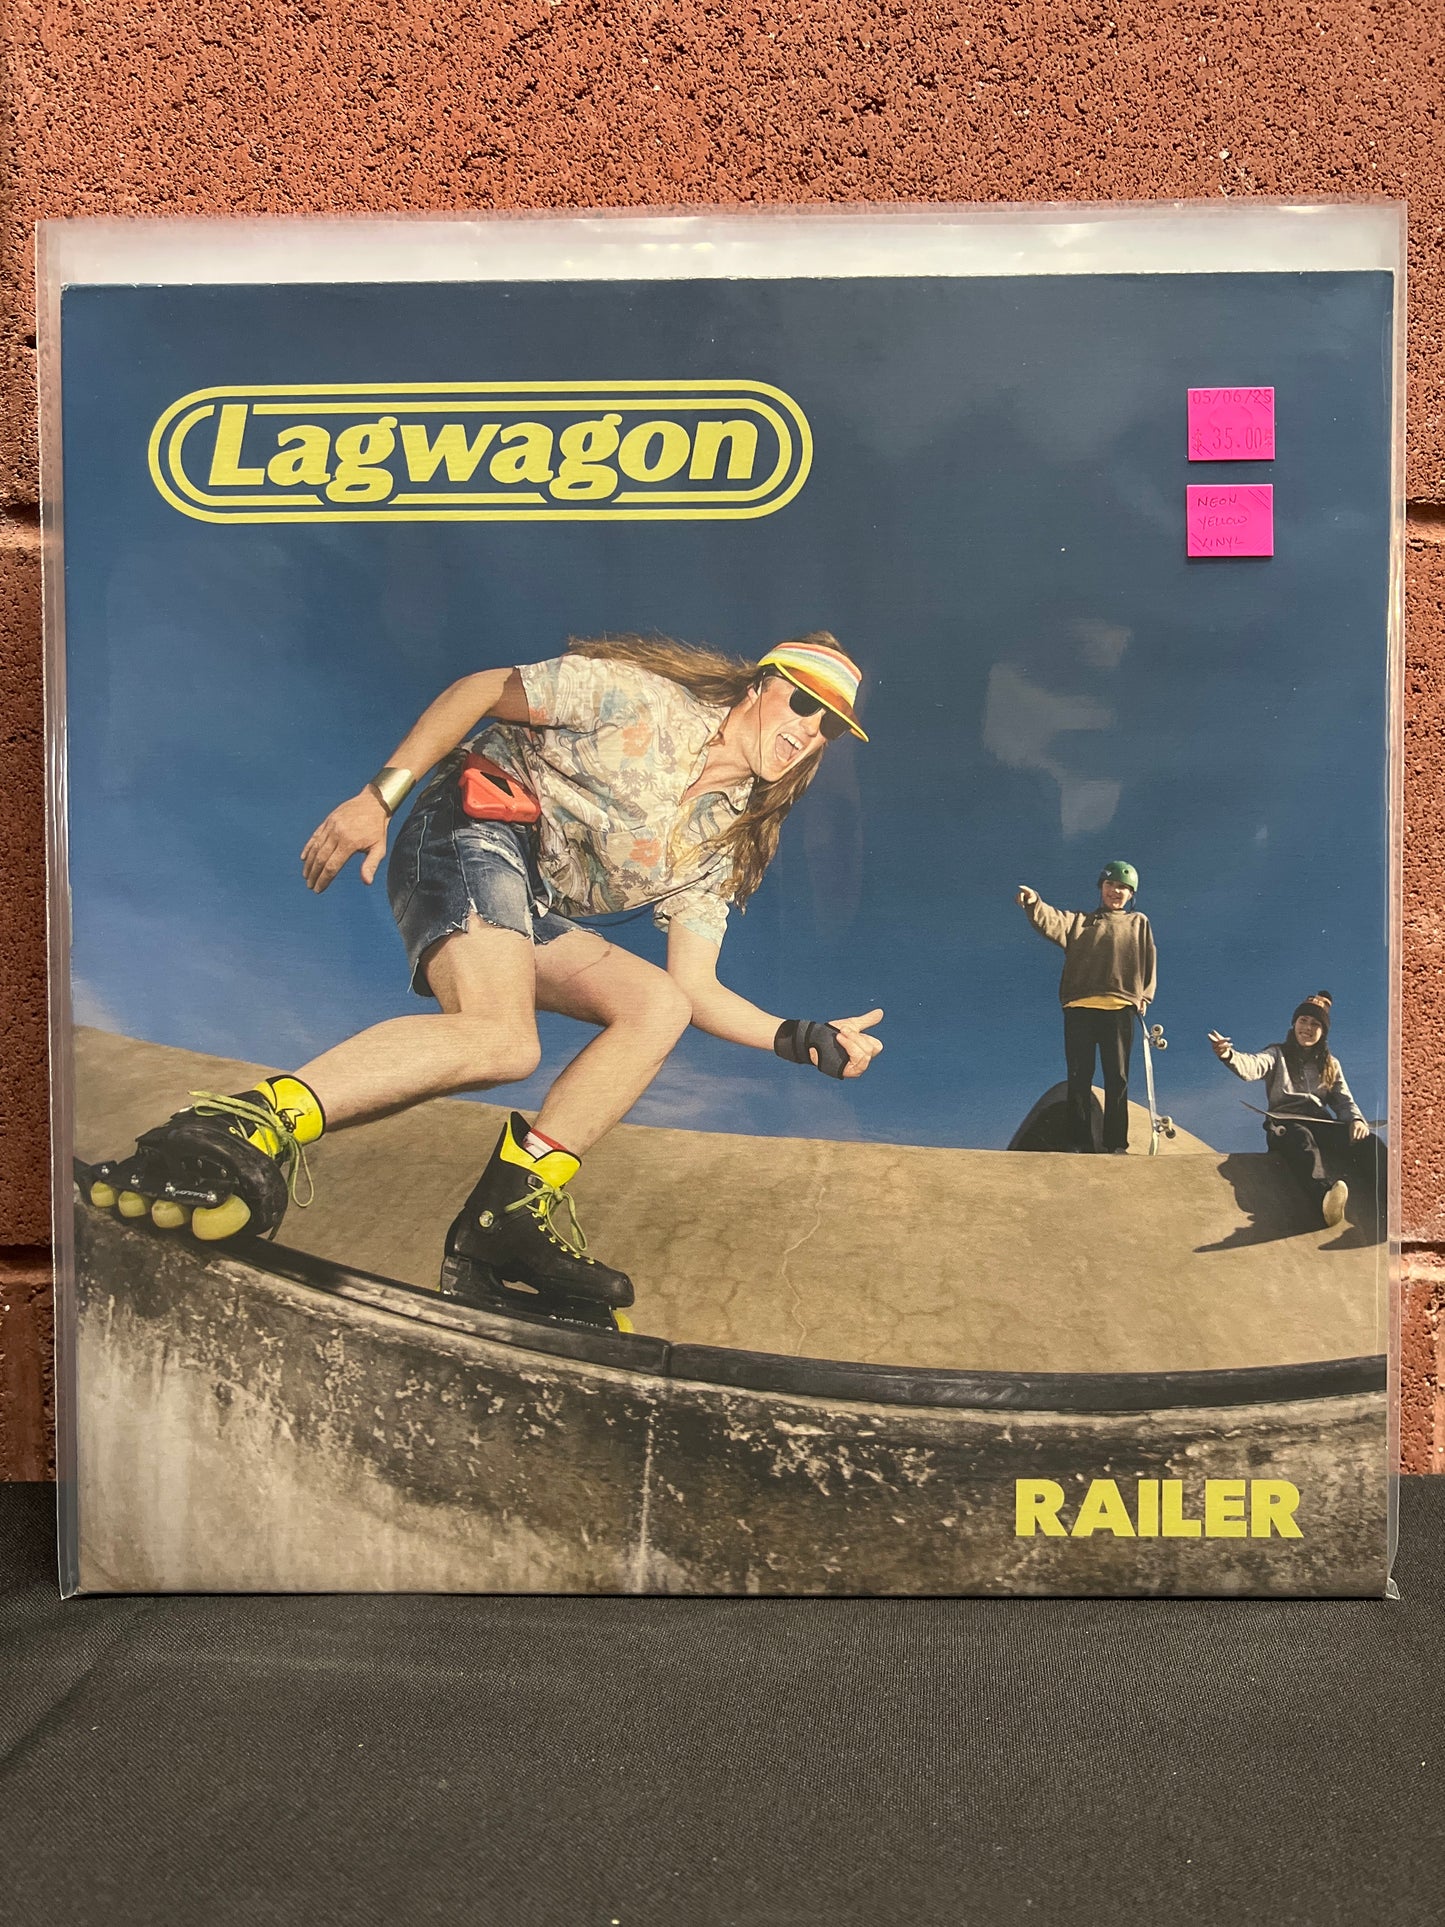 Lagwagon
05/06/25
35.00
NEON
YELLOW
VINYL
RAILER